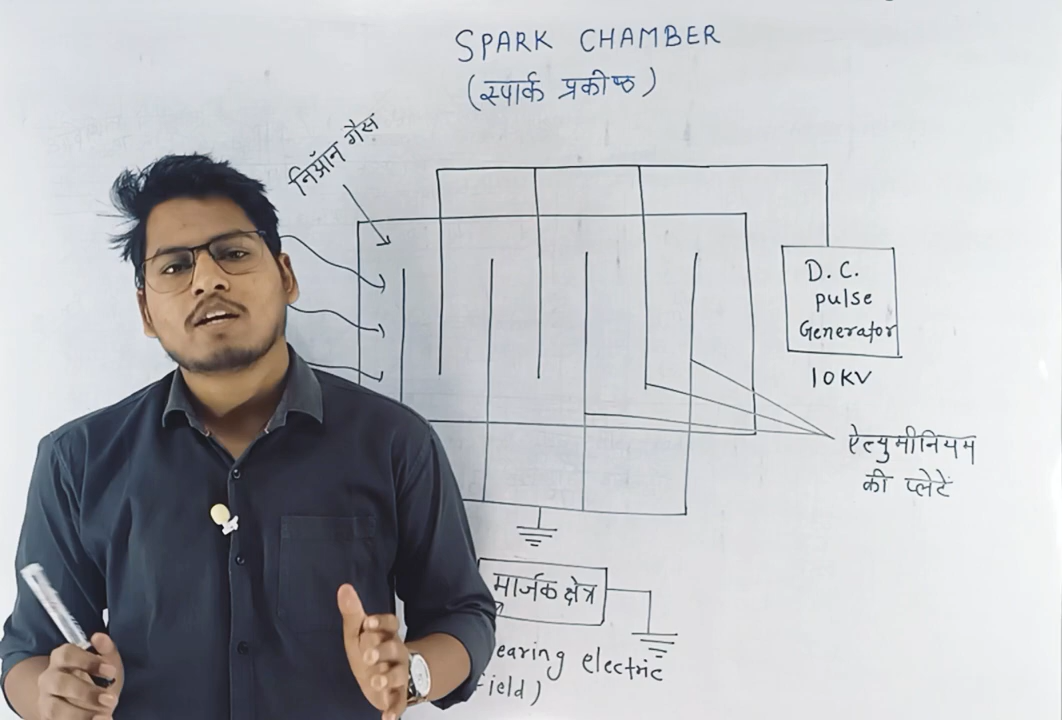 SPARK CHAMBER
(स्पार्क प्रकीष्ठ)
निऑन गैस
D.C.
pulse
Generator
10KV
ऐल्युमीनियम
की प्लेटें
मार्जक क्षेत्र
earing electric
field)